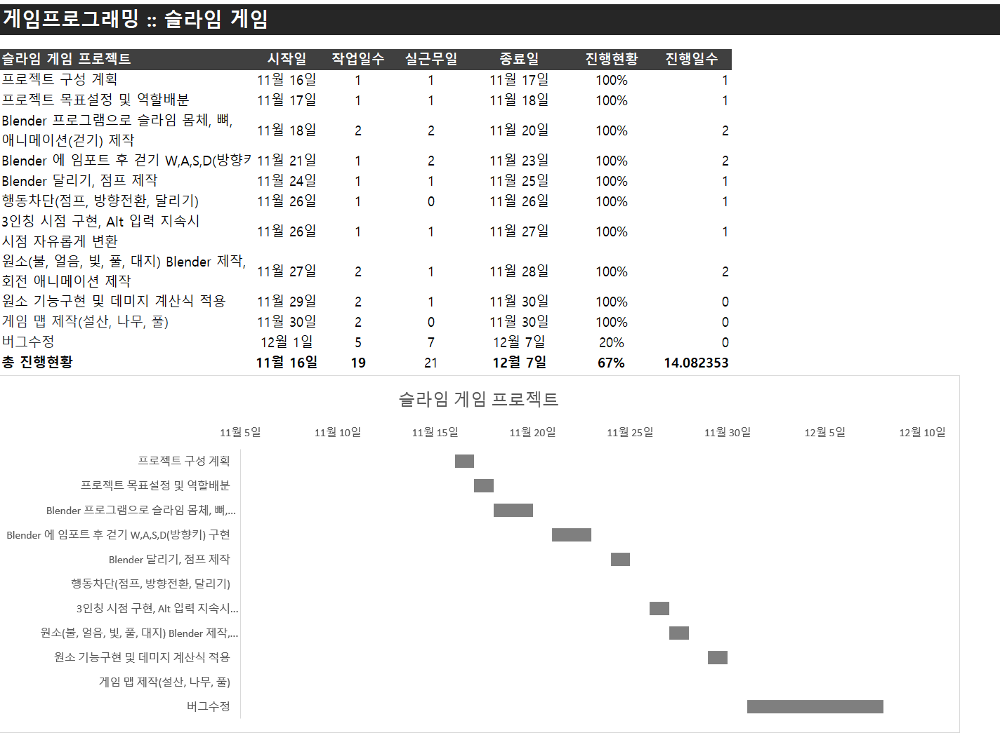 게임프로그래밍 :: 슬라임 게임
슬라임 게임 프로젝트 시작일 작업일수 실근무일 종료일 진행현황 진행일수
프로젝트 구성 계획 11월 16일 1 1 11월 17일 100% 1
프로젝트 목표설정 및 역할배분 11월 17일 1 1 11월 18일 100% 1
Blender 프로그램으로 슬라임 몸체, 뼈,
애니메이션(걷기) 제작 11월 18일 2 2 11월 20일 100% 2
Blender 에 임포트 후 걷기 W,A,S,D(방향키 11월 21일 1 2 11월 23일 100% 2
Blender 달리기, 점프 제작 11월 24일 1 1 11월 25일 100% 1
행동차단(점프, 방향전환, 달리기) 11월 26일 1 0 11월 26일 100% 1
3인칭 시점 구현, Alt 입력 지속시
시점 자유롭게 변환 11월 26일 1 1 11월 27일 100% 1
원소(불, 얼음, 빛, 풀, 대지) Blender 제작,
회전 애니메이션 제작 11월 27일 2 1 11월 28일 100% 2
원소 기능구현 및 데미지 계산식 적용 11월 29일 2 1 11월 30일 100% 0
게임 맵 제작(설산, 나무, 풀) 11월 30일 2 0 11월 30일 100% 0
버그수정 12월 1일 5 7 12월 7일 20% 0
총 진행현황 11월 16일 19 21 12월 7일 67% 14.082353
슬라임 게임 프로젝트
11월 5일 11월 10일 11월 15일 11월 20일 11월 25일 11월 30일 12월 5일 12월 10일
프로젝트 구성 계획
프로젝트 목표설정 및 역할배분
Blender 프로그램으로 슬라임 몸체, 뼈,...
Blender 에 임포트 후 걷기 W,A,S,D(방향키) 구현
Blender 달리기, 점프 제작
행동차단(점프, 방향전환, 달리기)
3인칭 시점 구현, Alt 입력 지속시...
원소(불, 얼음, 빛, 풀, 대지) Blender 제작,...
원소 기능구현 및 데미지 계산식 적용
게임 맵 제작(설산, 나무, 풀)
버그수정